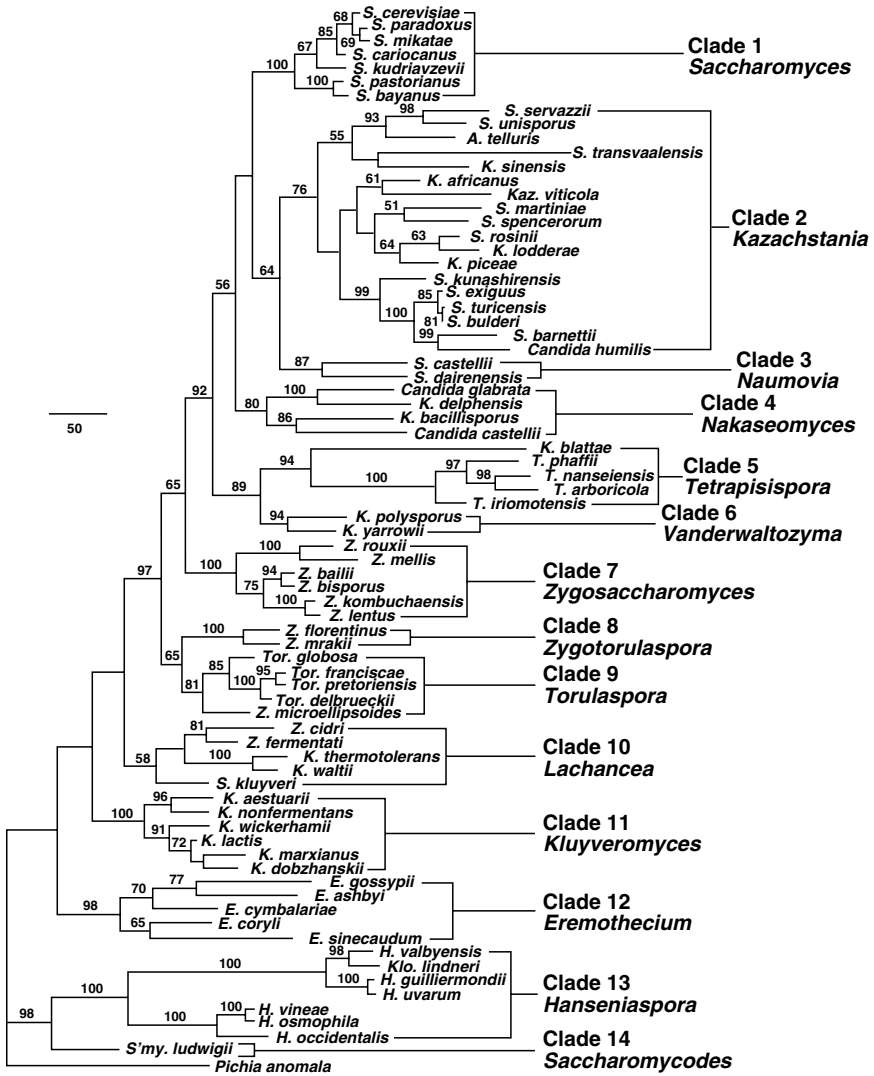 S. cerevisiae
68
S. paradoxus
85
S. mikatae
69
67
S. cariocanus
Clade 1
Saccharomyces
S. kudriavzevii
100
S. pastorianus
100
S. bayanus
98
S. servazzii
93
S. unisporus
55
A. telluris
S. transvaalensis
K. sinensis
76
61
K. africanus
Kaz. viticola
51
S. martiniae
S. spencerorum
Clade 2
Kazachstania
63
S. rosinii
64
K. lodderae
K. piceae
64
S. kunashirensis
99
85
S. exiguus
100
S. turicensis
81
S. bulderi
56
99
S. barnettii
Candida humilis
87
S. castellii
S. dairenensis
Clade 3
Naumovia
92
100
Candida glabrata
80
K. delphensis
86
K. bacillisporus
Candida castellii
Clade 4
Nakaseomyces
50
K. blattae
94
T. phaffii
97
100
98
T. nanseiensis
T. arboricola
T. iriomotensis
Clade 5
Tetrapisispora
65
89
94
K. polysporus
K. yarrowii
Clade 6
Vanderwaltozyma
100
Z. rouxii
100
Z. mellis
94
Z. bailii
75
Z. bisporus
100
Z. kombuchaensis
Z. lentus
Clade 7
Zygosaccharomyces
97
100
Z. florentinus
Z. mrakii
Clade 8
Zygotorulaspora
65
Tor. globosa
85
95
Tor. franciscae
100
Tor. pretoriensis
81
Tor. delbrueckii
Z. microellipsoides
Clade 9
Torulaspora
81
Z. cidri
Z. fermentati
58
100
K. thermotolerans
K. waltii
S. kluyveri
Clade 10
Lachancea
96
K. aestuarii
100
K. nonfermentans
91
K. wickerhamii
72
K. lactis
K. marxianus
K. dobzhanskii
Clade 11
Kluyveromyces
77
E. gossypii
70
E. ashbyi
98
E. cymbalariae
65
E. coryli
E. sinecaudum
Clade 12
Eremothecium
98
H. valbyensis
100
Klo. lindneri
100
H. guilliermondii
H. uvarum
100
100
H. vineae
100
H. osmophila
H. occidentalis
Clade 13
Hanseniaspora
98
S'my. ludwigii
Clade 14
Saccharomycodes
Pichia anomala